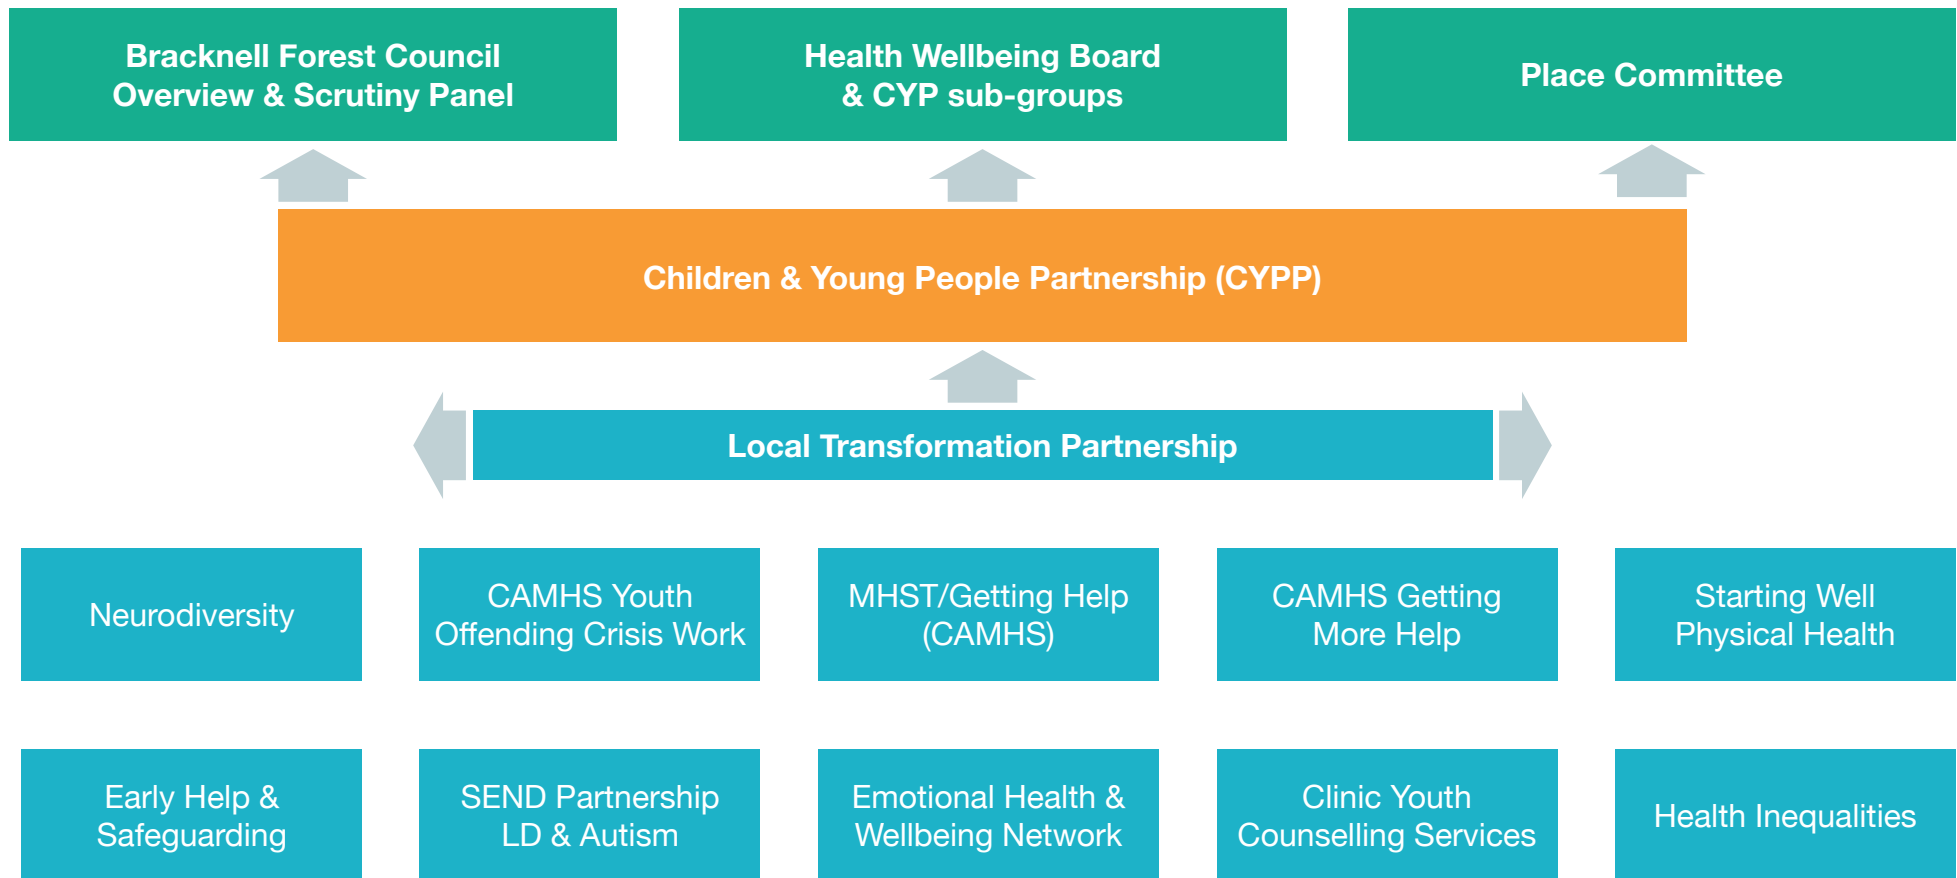 Bracknell Forest Council
Overview & Scrutiny Panel
Health Wellbeing Board
& CYP sub-groups
Place Committee
Children & Young People Partnership (CYPP)
Local Transformation Partnership
Neurodiversity
CAMHS Youth
Offending Crisis Work
MHST/Getting Help
(CAMHS)
CAMHS Getting
More Help
Starting Well
Physical Health
Early Help &
Safeguarding
SEND Partnership
LD & Autism
Emotional Health &
Wellbeing Network
Clinic Youth
Counselling Services
Health Inequalities